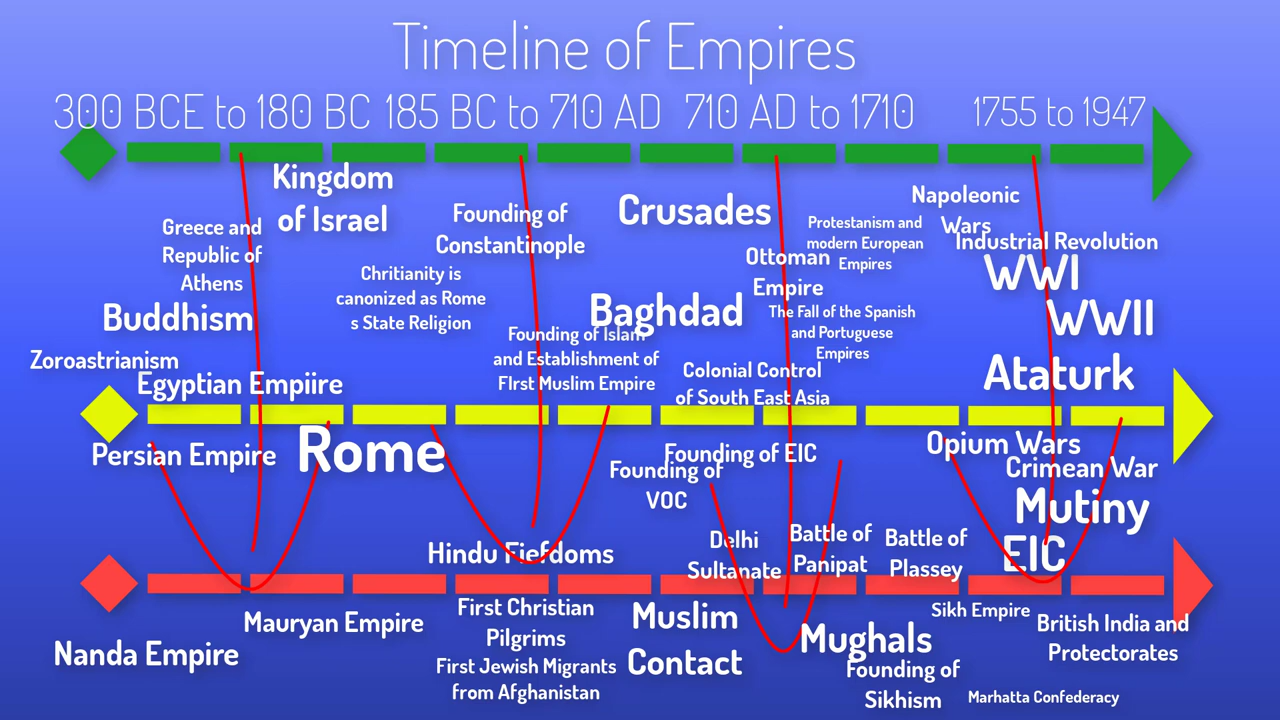 Timeline of Empires
300 BCE to 180 BC
185 BC to 710 AD
710 AD to 1710
1755 to 1947
Kingdom
of Israel
Greece and
Republic of
Athens
Buddhism
Zoroastrianism
Egyptian Empiire
Founding of
Constantinople
Chritianity is
canonized as Rome
s State Religion
Crusades
Baghdad
Founding of Islam
and Establishment of
FIrst Muslim Empire
Protestanism and
modern European
Empires
Ottoman
Empire
The Fall of the Spanish
and Portuguese
Empires
Colonial Control
of South East Asia
Napoleonic
Wars
Industrial Revolution
WWI
WWII
Ataturk
Persian Empire
Rome
Founding of EIC
Founding of
VOC
Opium Wars
Crimean War
Mutiny
EIC
Hindu Fiefdoms
Delhi
Sultanate
Battle of
Panipat
Battle of
Plassey
Nanda Empire
Mauryan Empire
First Christian
Pilgrims
First Jewish Migrants
from Afghanistan
Muslim
Contact
Mughals
Founding of
Sikhism
Sikh Empire
British India and
Protectorates
Marhatta Confederacy